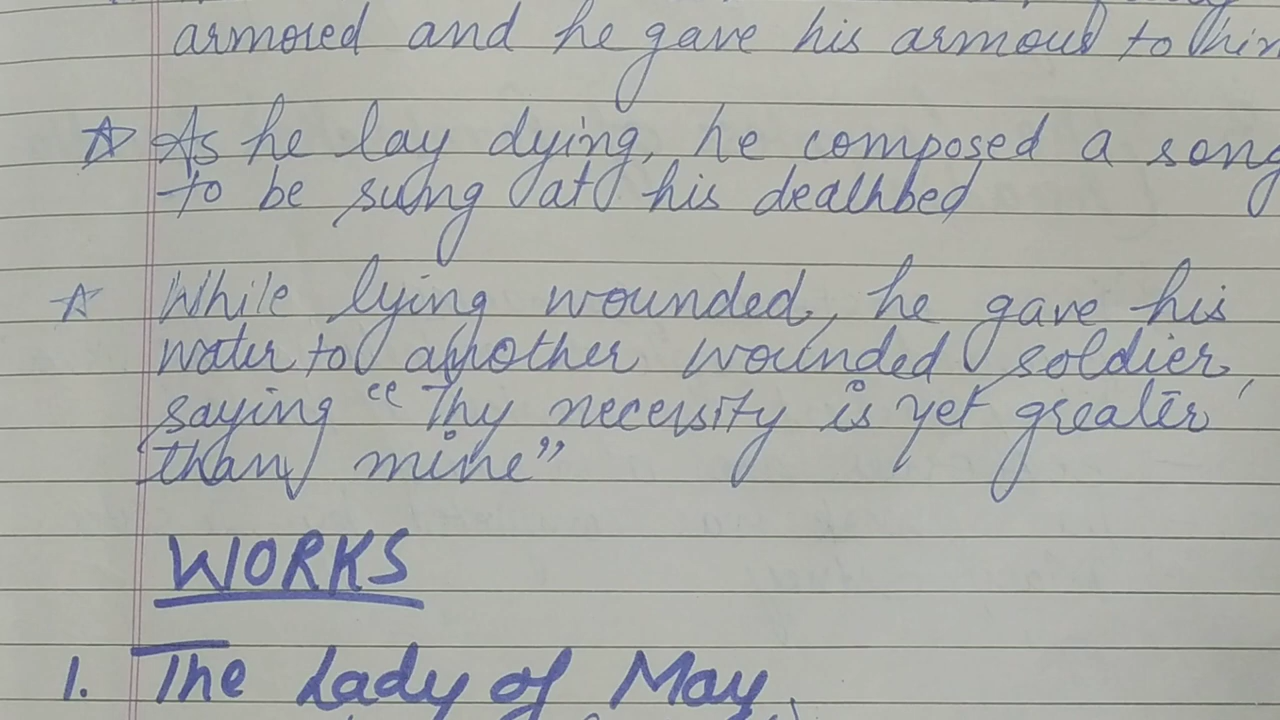 armored and he gave his armour to him
☆ As he lay dying, he composed a song
to be sung at his deathbed
☆ While lying wounded, he gave his
water to another wounded soldier,
saying “Thy necessity is yet greater
than mine”
WORKS
1. The Lady of May